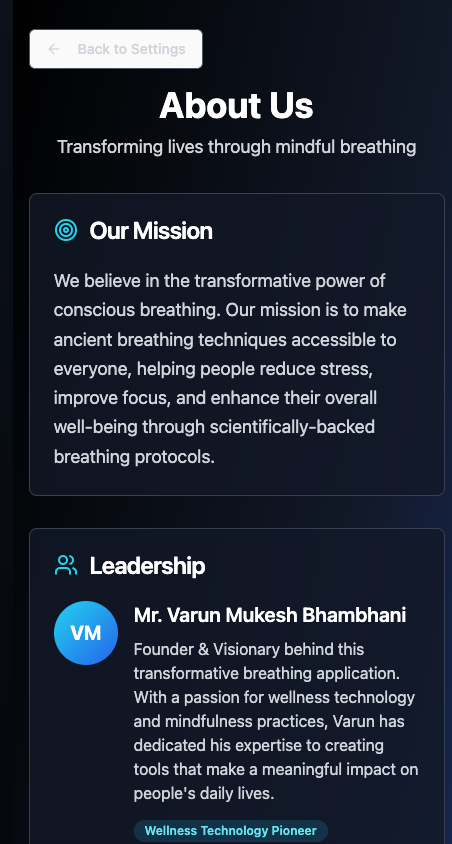 Back to Settings
About Us
Transforming lives through mindful breathing
Our Mission
We believe in the transformative power of
conscious breathing. Our mission is to make
ancient breathing techniques accessible to
everyone, helping people reduce stress,
improve focus, and enhance their overall
well-being through scientifically-backed
breathing protocols.
Leadership
VM
Mr. Varun Mukesh Bhambhani
Founder & Visionary behind this
transformative breathing application.
With a passion for wellness technology
and mindfulness practices, Varun has
dedicated his expertise to creating
tools that make a meaningful impact on
people's daily lives.
Wellness Technology Pioneer